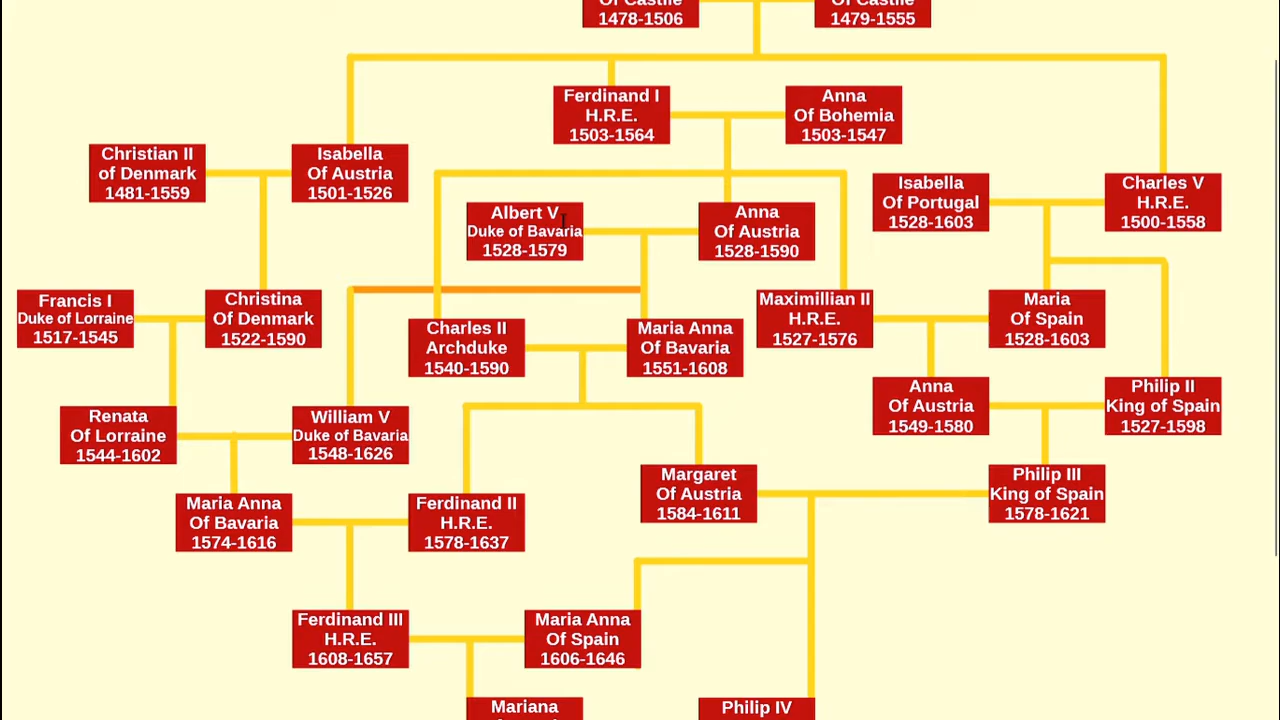 Of Castile
1478-1506
Of Castile
1479-1555
Ferdinand I
H.R.E.
1503-1564
Anna
Of Bohemia
1503-1547
Christian II
of Denmark
1481-1559
Isabella
Of Austria
1501-1526
Isabella
Of Portugal
1528-1603
Charles V
H.R.E.
1500-1558
Albert V
Duke of Bavaria
1528-1579
Anna
Of Austria
1528-1590
Francis I
Duke of Lorraine
1517-1545
Christina
Of Denmark
1522-1590
Charles II
Archduke
1540-1590
Maria Anna
Of Bavaria
1551-1608
Maximillian II
H.R.E.
1527-1576
Maria
Of Spain
1528-1603
Anna
Of Austria
1549-1580
Philip II
King of Spain
1527-1598
Renata
Of Lorraine
1544-1602
William V
Duke of Bavaria
1548-1626
Margaret
Of Austria
1584-1611
Philip III
King of Spain
1578-1621
Maria Anna
Of Bavaria
1574-1616
Ferdinand II
H.R.E.
1578-1637
Ferdinand III
H.R.E.
1608-1657
Maria Anna
Of Spain
1606-1646
Mariana
Philip IV